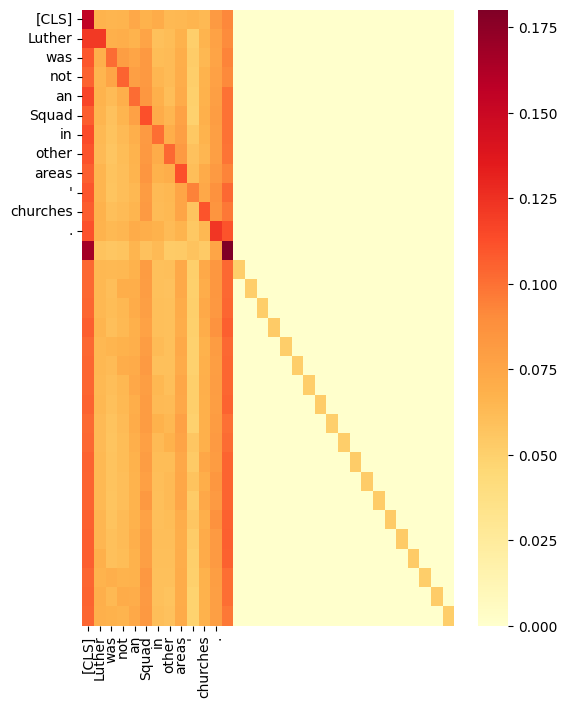 [CLS]
Luther
was
not
an
Squad
in
other
areas
'
churches
.
[CLS]
Luther
was
not
an
Squad
in
other
areas
'
churches
.
0.175
0.150
0.125
0.100
0.075
0.050
0.025
0.000